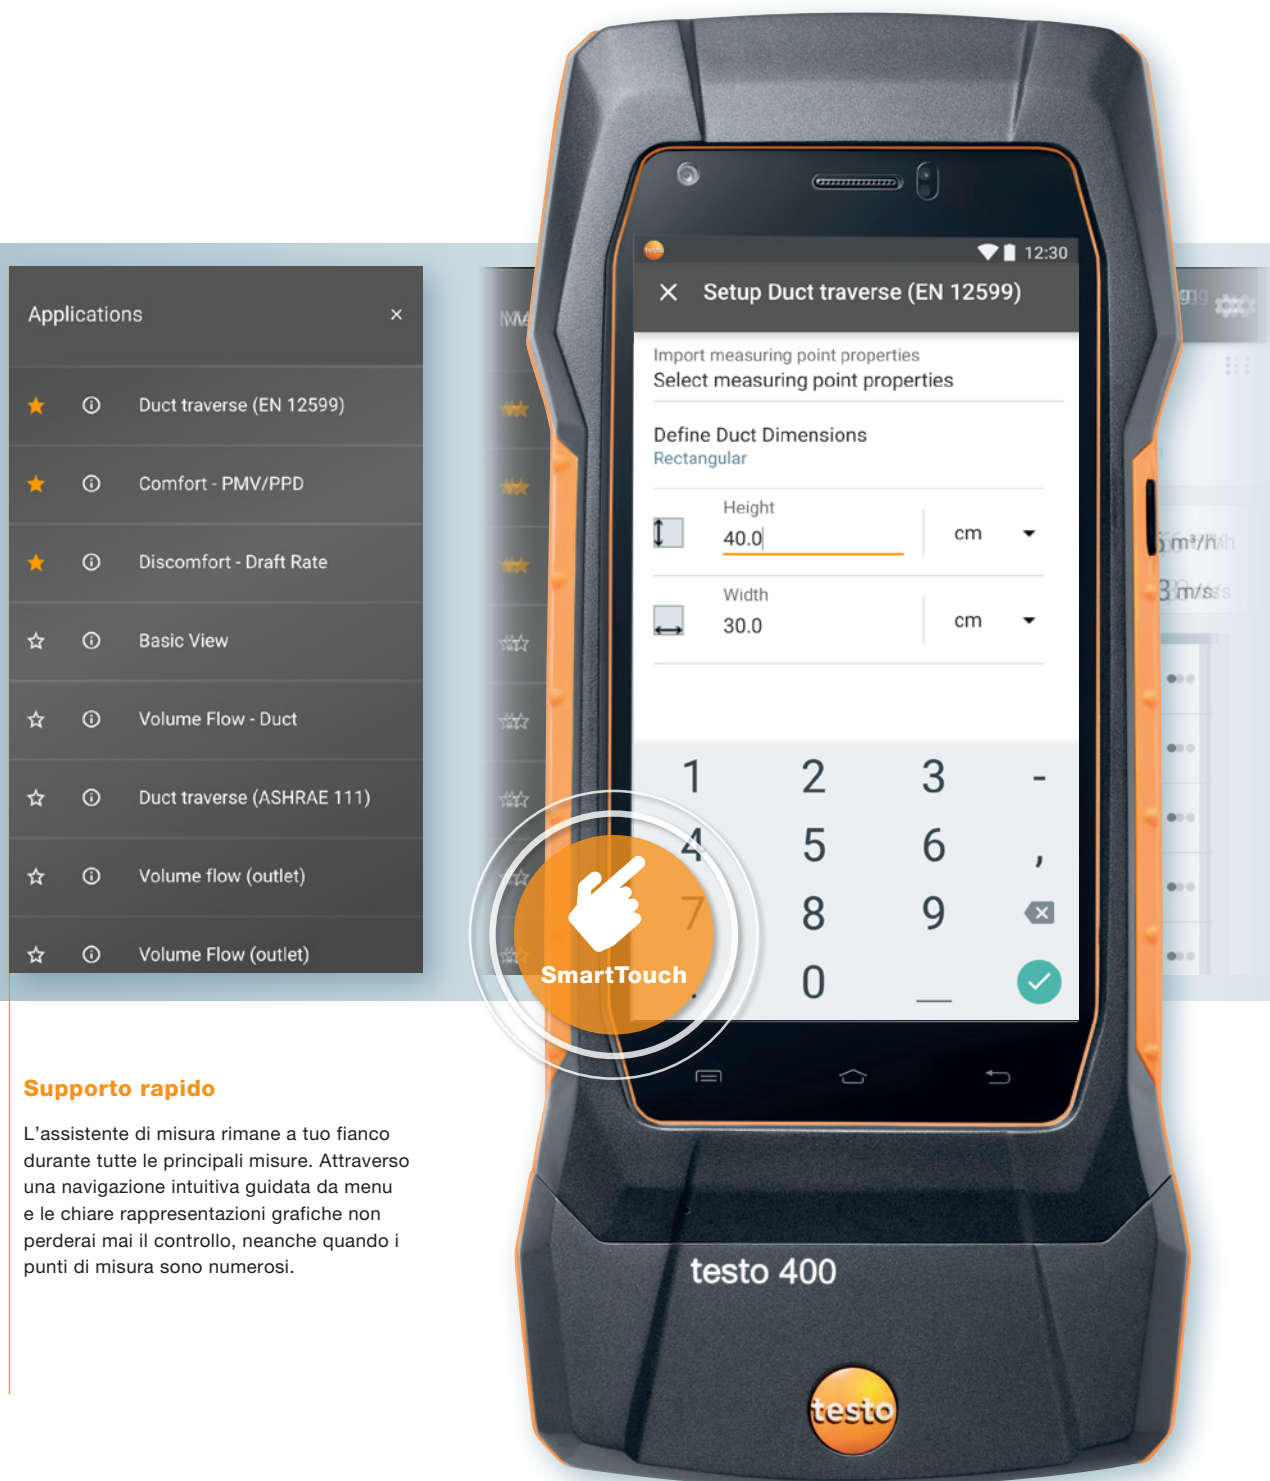 Applications
×
Duct traverse (EN 12599)
Comfort - PMV/PPD
Discomfort - Draft Rate
Basic View
Volume Flow - Duct
Duct traverse (ASHRAE 111)
Volume flow (outlet)
Volume Flow (outlet)
Supporto rapido
L'assistente di misura rimane a tuo fianco
durante tutte le principali misure. Attraverso
una navigazione intuitiva guidata da menu
e le chiare rappresentazioni grafiche non
perderai mai il controllo, neanche quando i
punti di misura sono numerosi.
testo
12:30
Setup Duct traverse (EN 12599)
Import measuring point properties
Select measuring point properties
Define Duct Dimensions
Rectangular
Height
40.0 cm
Width
30.0 cm
1 2 3 -
4 5 6 ,
7 8 9
. 0 _
SmartTouch
m³/h
3 m/s
testo 400
testo